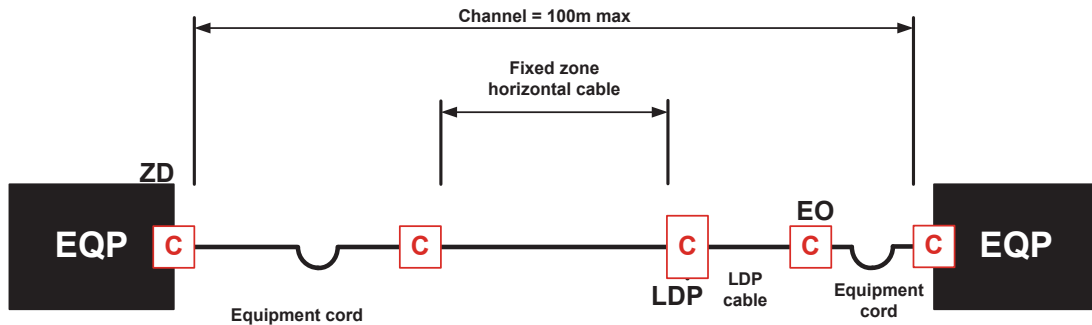 Channel = 100m max
Fixed zone
horizontal cable
ZD
EQP
C
C
C
EO
C
C
EQP
LDP
LDP
cable
Equipment cord
Equipment
cord